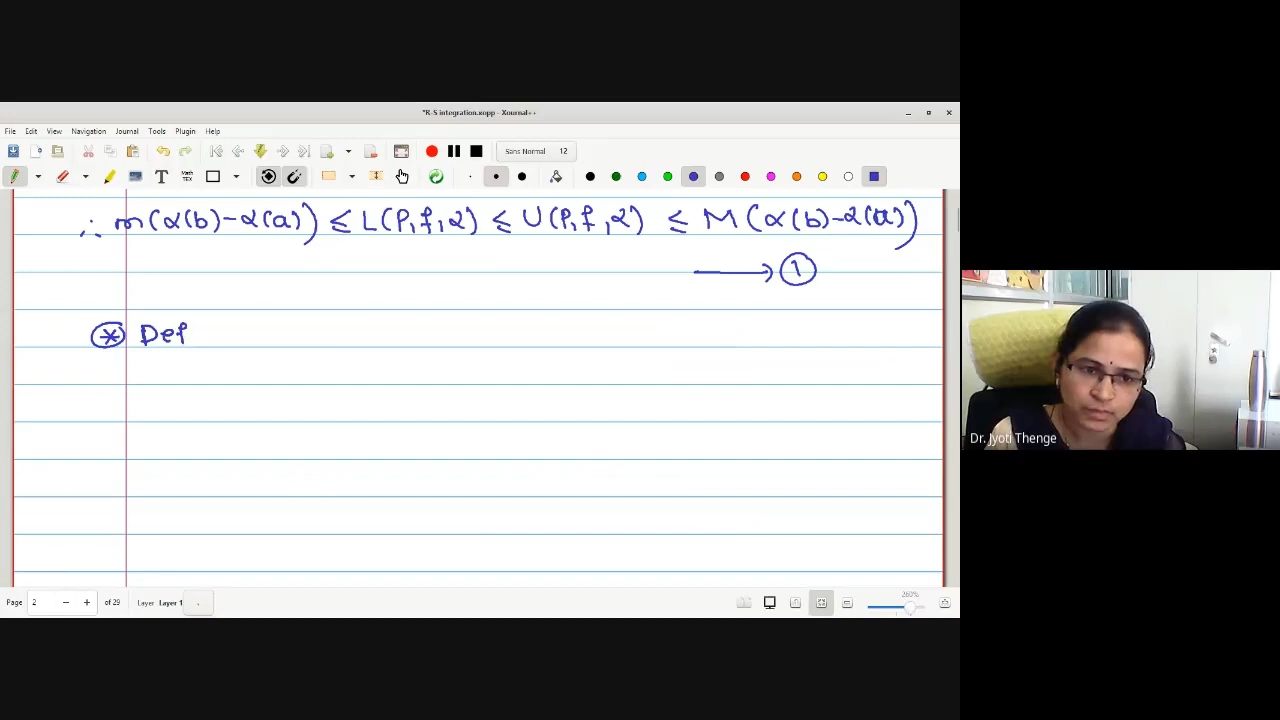 *R-S integration.xopp - Xournal++
File Edit View Navigation Journal Tools Plugin Help
Sans Normal 12
∴ m(α(b)-α(a)) ≤ L(P,f,α) ≤ U(P,f,α) ≤ M(α(b)-α(a))
→ ①
⊛ Def
Dr. Jyoti Thenge
Page 2 of 29 Layer Layer 1 260%